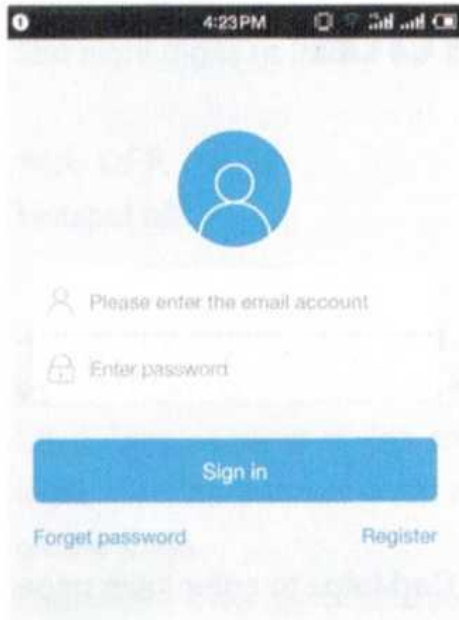 4:23PM
Please enter the email account
Enter password
Sign in
Forget password
Register